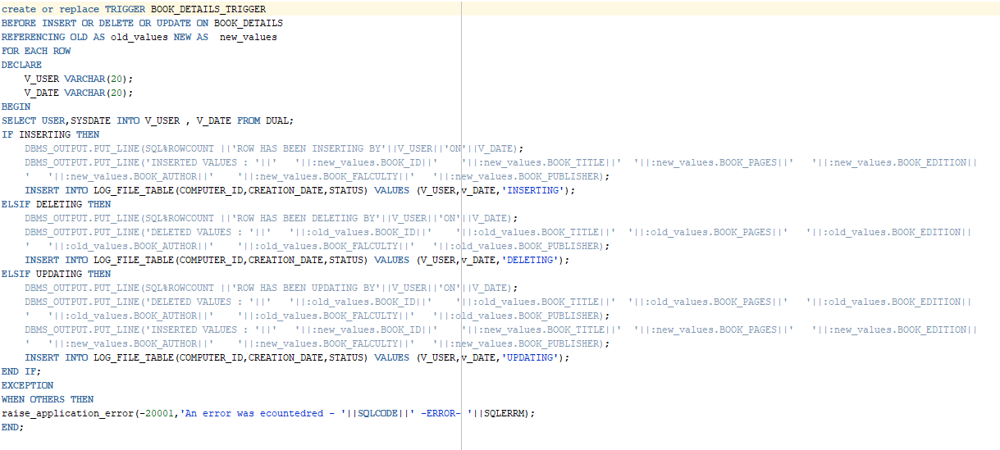 create or replace TRIGGER BOOK_DETAILS_TRIGGER
BEFORE INSERT OR DELETE OR UPDATE ON BOOK_DETAILS
REFERENCING OLD AS old_values NEW AS  new_values
FOR EACH ROW
DECLARE
    V_USER VARCHAR(20);
    V_DATE VARCHAR(20);
BEGIN
SELECT USER,SYSDATE INTO V_USER , V_DATE FROM DUAL;
IF INSERTING THEN
    DBMS_OUTPUT.PUT_LINE(SQL%ROWCOUNT ||'ROW HAS BEEN INSERTING BY'||V_USER||'ON'||V_DATE);
    DBMS_OUTPUT.PUT_LINE('INSERTED VALUES : '||'   '||:new_values.BOOK_ID||'    '||:new_values.BOOK_TITLE||'  '||:new_values.BOOK_PAGES||'   '||:new_values.BOOK_EDITION||
'   '||:new_values.BOOK_AUTHOR||'    '||:new_values.BOOK_FALCULTY||'   '||:new_values.BOOK_PUBLISHER);
    INSERT INTO LOG_FILE_TABLE(COMPUTER_ID,CREATION_DATE,STATUS) VALUES (V_USER,v_DATE,'INSERTING');
ELSIF DELETING THEN
    DBMS_OUTPUT.PUT_LINE(SQL%ROWCOUNT ||'ROW HAS BEEN DELETING BY'||V_USER||'ON'||V_DATE);
    DBMS_OUTPUT.PUT_LINE('DELETED VALUES : '||'   '||:old_values.BOOK_ID||'    '||:old_values.BOOK_TITLE||'  '||:old_values.BOOK_PAGES||'   '||:old_values.BOOK_EDITION||
'   '||:old_values.BOOK_AUTHOR||'    '||:old_values.BOOK_FALCULTY||'   '||:old_values.BOOK_PUBLISHER);
    INSERT INTO LOG_FILE_TABLE(COMPUTER_ID,CREATION_DATE,STATUS) VALUES (V_USER,v_DATE,'DELETING');
ELSIF UPDATING THEN
    DBMS_OUTPUT.PUT_LINE(SQL%ROWCOUNT ||'ROW HAS BEEN UPDATING BY'||V_USER||'ON'||V_DATE);
    DBMS_OUTPUT.PUT_LINE('DELETED VALUES : '||'   '||:old_values.BOOK_ID||'    '||:old_values.BOOK_TITLE||'  '||:old_values.BOOK_PAGES||'   '||:old_values.BOOK_EDITION||
'   '||:old_values.BOOK_AUTHOR||'    '||:old_values.BOOK_FALCULTY||'   '||:old_values.BOOK_PUBLISHER);
    DBMS_OUTPUT.PUT_LINE('INSERTED VALUES : '||'   '||:new_values.BOOK_ID||'    '||:new_values.BOOK_TITLE||'  '||:new_values.BOOK_PAGES||'   '||:new_values.BOOK_EDITION||
'   '||:new_values.BOOK_AUTHOR||'    '||:new_values.BOOK_FALCULTY||'   '||:new_values.BOOK_PUBLISHER);
    INSERT INTO LOG_FILE_TABLE(COMPUTER_ID,CREATION_DATE,STATUS) VALUES (V_USER,v_DATE,'UPDATING');
END IF;
EXCEPTION
WHEN OTHERS THEN
raise_application_error(-20001,'An error was ecountedred - '||SQLCODE||' -ERROR- '||SQLERRM);
END;